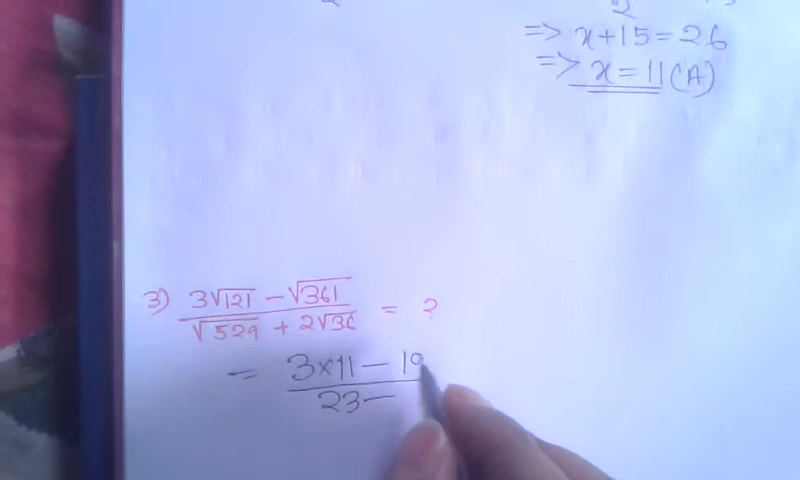 => x+15=26
=> x=11(A)
3) 3√121 - √361
√529 + 2√36 = ?
= 3×11 - 19
23 -